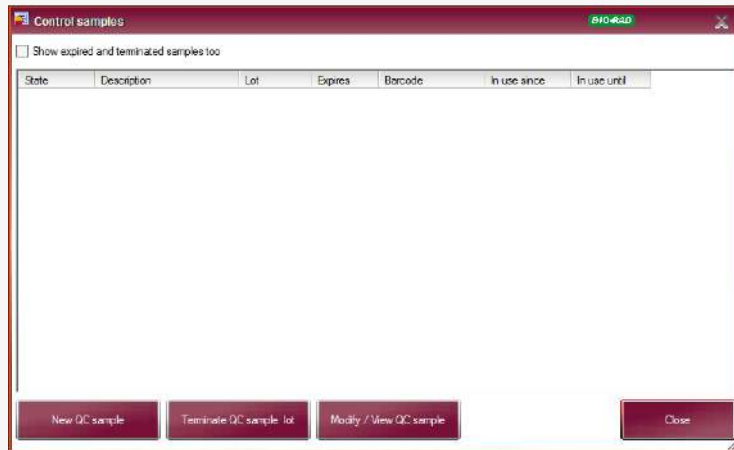 Control samples
BIO-RAD
Show expired and terminated samples too
State Description Lot Expires Barcode In use since In use until
New QC sample Terminate QC sample lot Modify / View QC sample Close